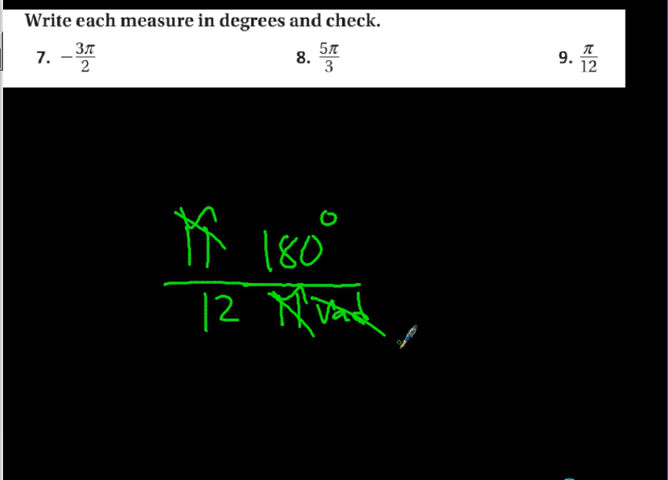 Write each measure in degrees and check.
7. −3π/2 8. 5π/3 9. π/12
π 180°
12 π rad